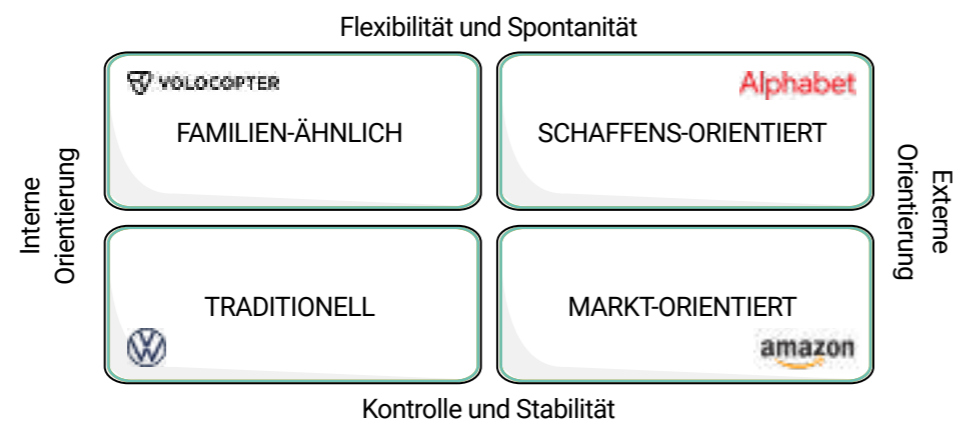 Flexibilität und Spontanität
VOLOCOPTER
Alphabet
FAMILIEN-ÄHNLICH
SCHAFFENS-ORIENTIERT
Interne
Orientierung
Externe
Orientierung
TRADITIONELL
MARKT-ORIENTIERT
VW
amazon
Kontrolle und Stabilität